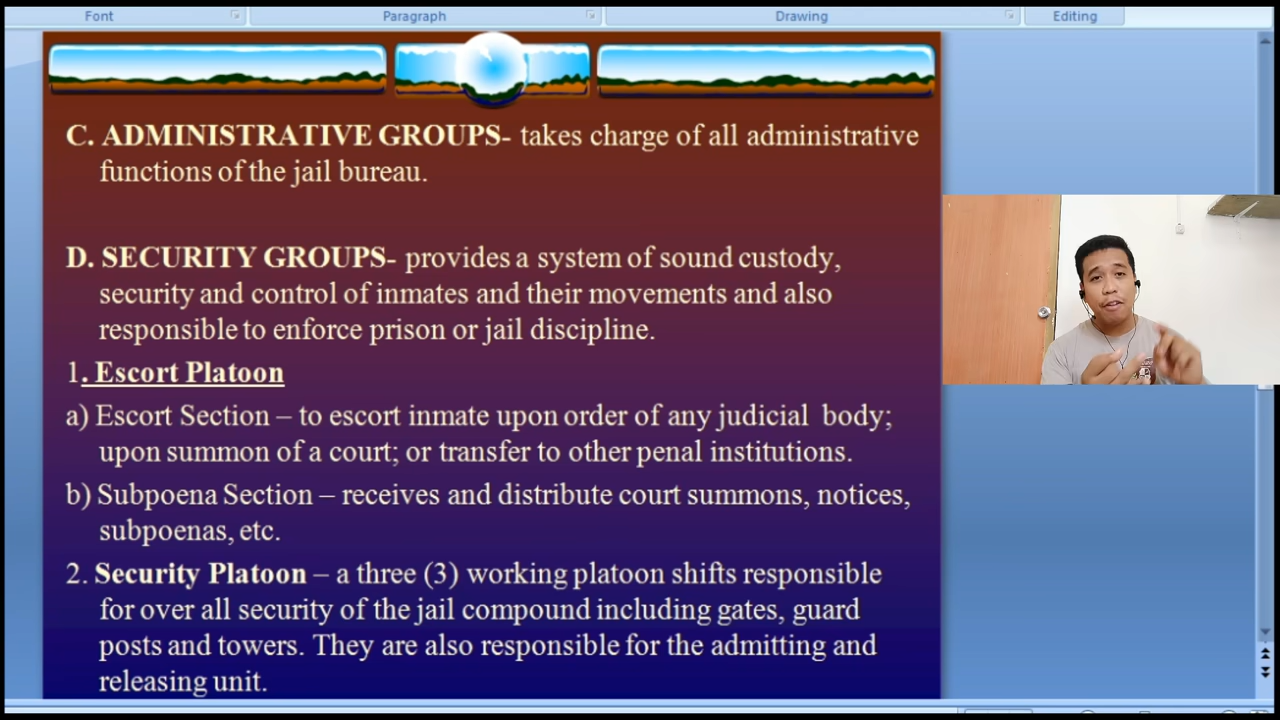 Font Paragraph Drawing Editing
C. ADMINISTRATIVE GROUPS- takes charge of all administrative
functions of the jail bureau.
D. SECURITY GROUPS- provides a system of sound custody,
security and control of inmates and their movements and also
responsible to enforce prison or jail discipline.
1. Escort Platoon
a) Escort Section – to escort inmate upon order of any judicial body;
upon summon of a court; or transfer to other penal institutions.
b) Subpoena Section – receives and distribute court summons, notices,
subpoenas, etc.
2. Security Platoon – a three (3) working platoon shifts responsible
for over all security of the jail compound including gates, guard
posts and towers. They are also responsible for the admitting and
releasing unit.